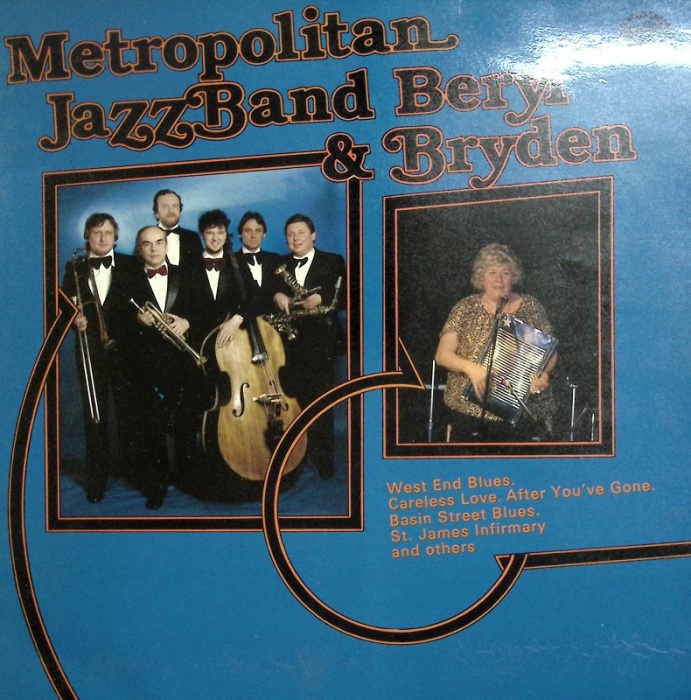 Metropolitan
JazzBand Beryl
& Bryden
West End Blues.
Careless Love. After You've Gone.
Basin Street Blues.
St. James Infirmary
and others